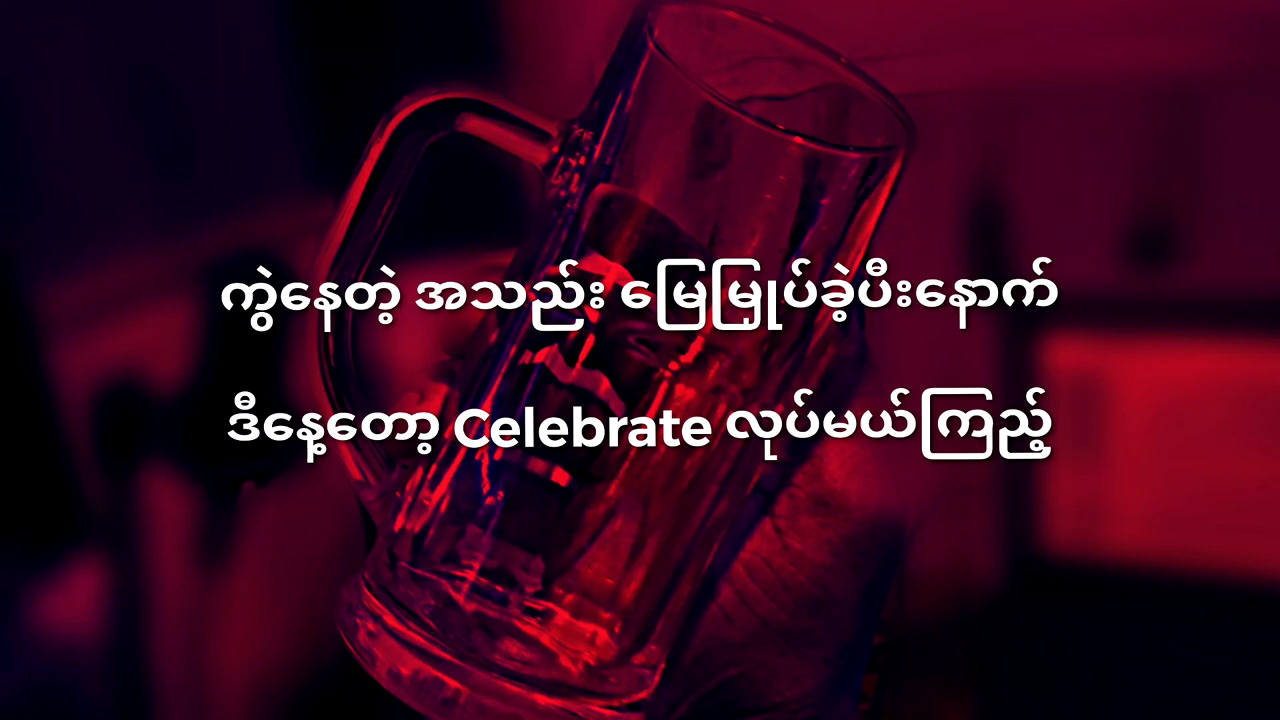 ကွဲနေတဲ့ အသည်း မြေမြှုပ်ခဲ့ပီးနောက်
ဒီနေ့တော့ Celebrate လုပ်မယ်ကြည့်